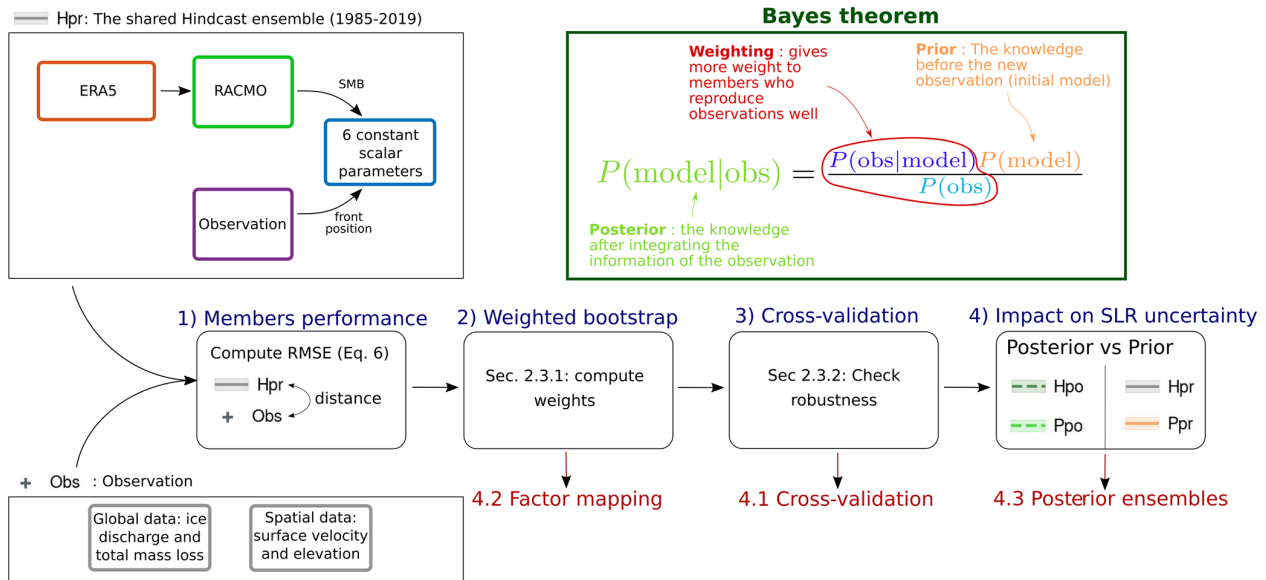 Hpr: The shared Hindcast ensemble (1985-2019)
ERA5
RACMO
SMB
6 constant
scalar
parameters
Observation
front
position
Bayes theorem
Weighting : gives
more weight to
members who
reproduce
observations well
Prior : The knowledge
before the new
observation (initial model)
P(model|obs) = P(obs|model)P(model)
P(obs)
Posterior : the knowledge
after integrating the
information of the observation
1) Members performance
Compute RMSE (Eq. 6)
Hpr
distance
+ Obs
2) Weighted bootstrap
Sec. 2.3.1: compute
weights
3) Cross-validation
Sec 2.3.2: Check
robustness
4) Impact on SLR uncertainty
Posterior vs Prior
Hpo
Hpr
Ppo
Ppr
4.2 Factor mapping
4.1 Cross-validation
4.3 Posterior ensembles
+ Obs : Observation
Global data: ice
discharge and
total mass loss
Spatial data:
surface velocity
and elevation